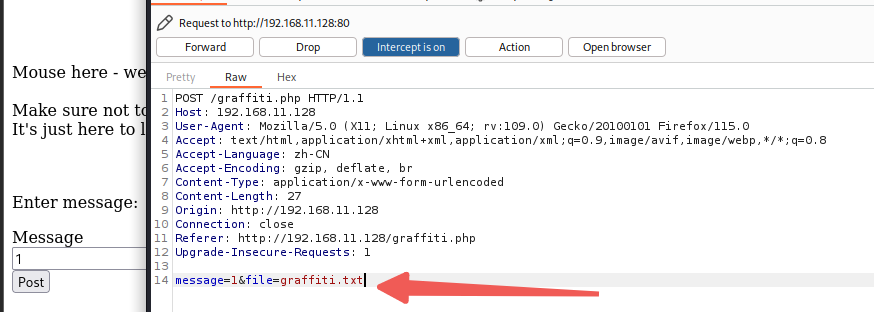 Request to http://192.168.11.128:80
Forward Drop Intercept is on Action Open browser
Pretty Raw Hex
Mouse here - we
Make sure not to
It's just here to l
Enter message:
Message
1
Post
1 POST /graffiti.php HTTP/1.1
2 Host: 192.168.11.128
3 User-Agent: Mozilla/5.0 (X11; Linux x86_64; rv:109.0) Gecko/20100101 Firefox/115.0
4 Accept: text/html,application/xhtml+xml,application/xml;q=0.9,image/avif,image/webp,*/*;q=0.8
5 Accept-Language: zh-CN
6 Accept-Encoding: gzip, deflate, br
7 Content-Type: application/x-www-form-urlencoded
8 Content-Length: 27
9 Origin: http://192.168.11.128
10 Connection: close
11 Referer: http://192.168.11.128/graffiti.php
12 Upgrade-Insecure-Requests: 1
13
14 message=1&file=graffiti.txt